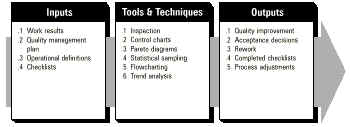 Inputs
.1 Work results
.2 Quality management
plan
.3 Operational definitions
.4 Checklists
Tools & Techniques
.1 Inspection
.2 Control charts
.3 Pareto diagrams
.4 Statistical sampling
.5 Flowcharting
.6 Trend analysis
Outputs
.1 Quality improvement
.2 Acceptance decisions
.3 Rework
.4 Completed checklists
.5 Process adjustments